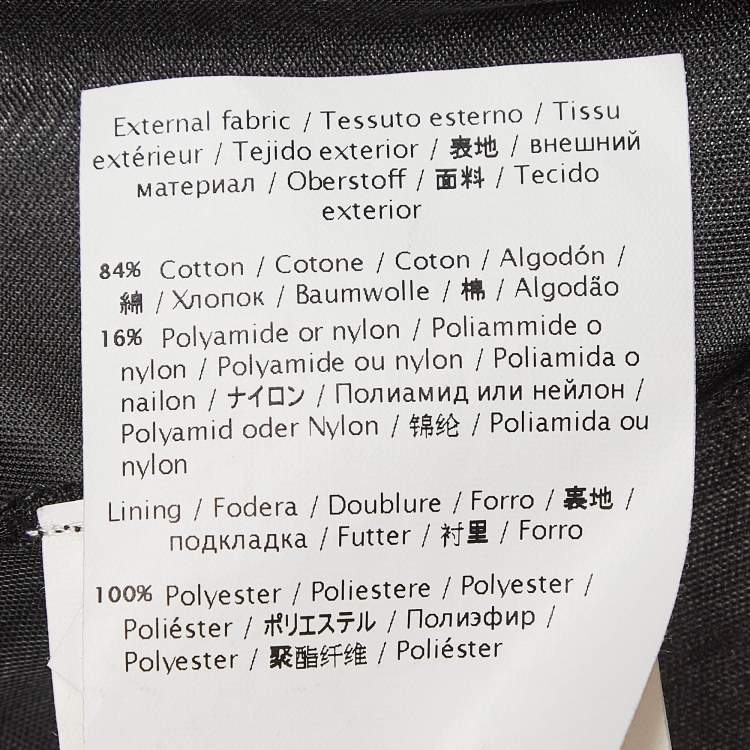 External fabric / Tessuto esterno / Tissu
extérieur / Tejido exterior / 表地 / внешний
материал / Oberstoff / 面料 / Tecido
exterior
84% Cotton / Cotone / Coton / Algodón /
綿 / Хлопок / Baumwolle / 棉 / Algodão
16% Polyamide or nylon / Poliammide o
nylon / Polyamide ou nylon / Poliamida o
nailon / ナイロン / Полиамид или нейлон /
Polyamid oder Nylon / 锦纶 / Poliamida ou
nylon
Lining / Fodera / Doublure / Forro / 裏地 /
подкладка / Futter / 衬里 / Forro
100% Polyester / Poliestere / Polyester /
Poliéster / ポリエステル / Полиэфир /
Polyester / 聚酯纤维 / Poliéster